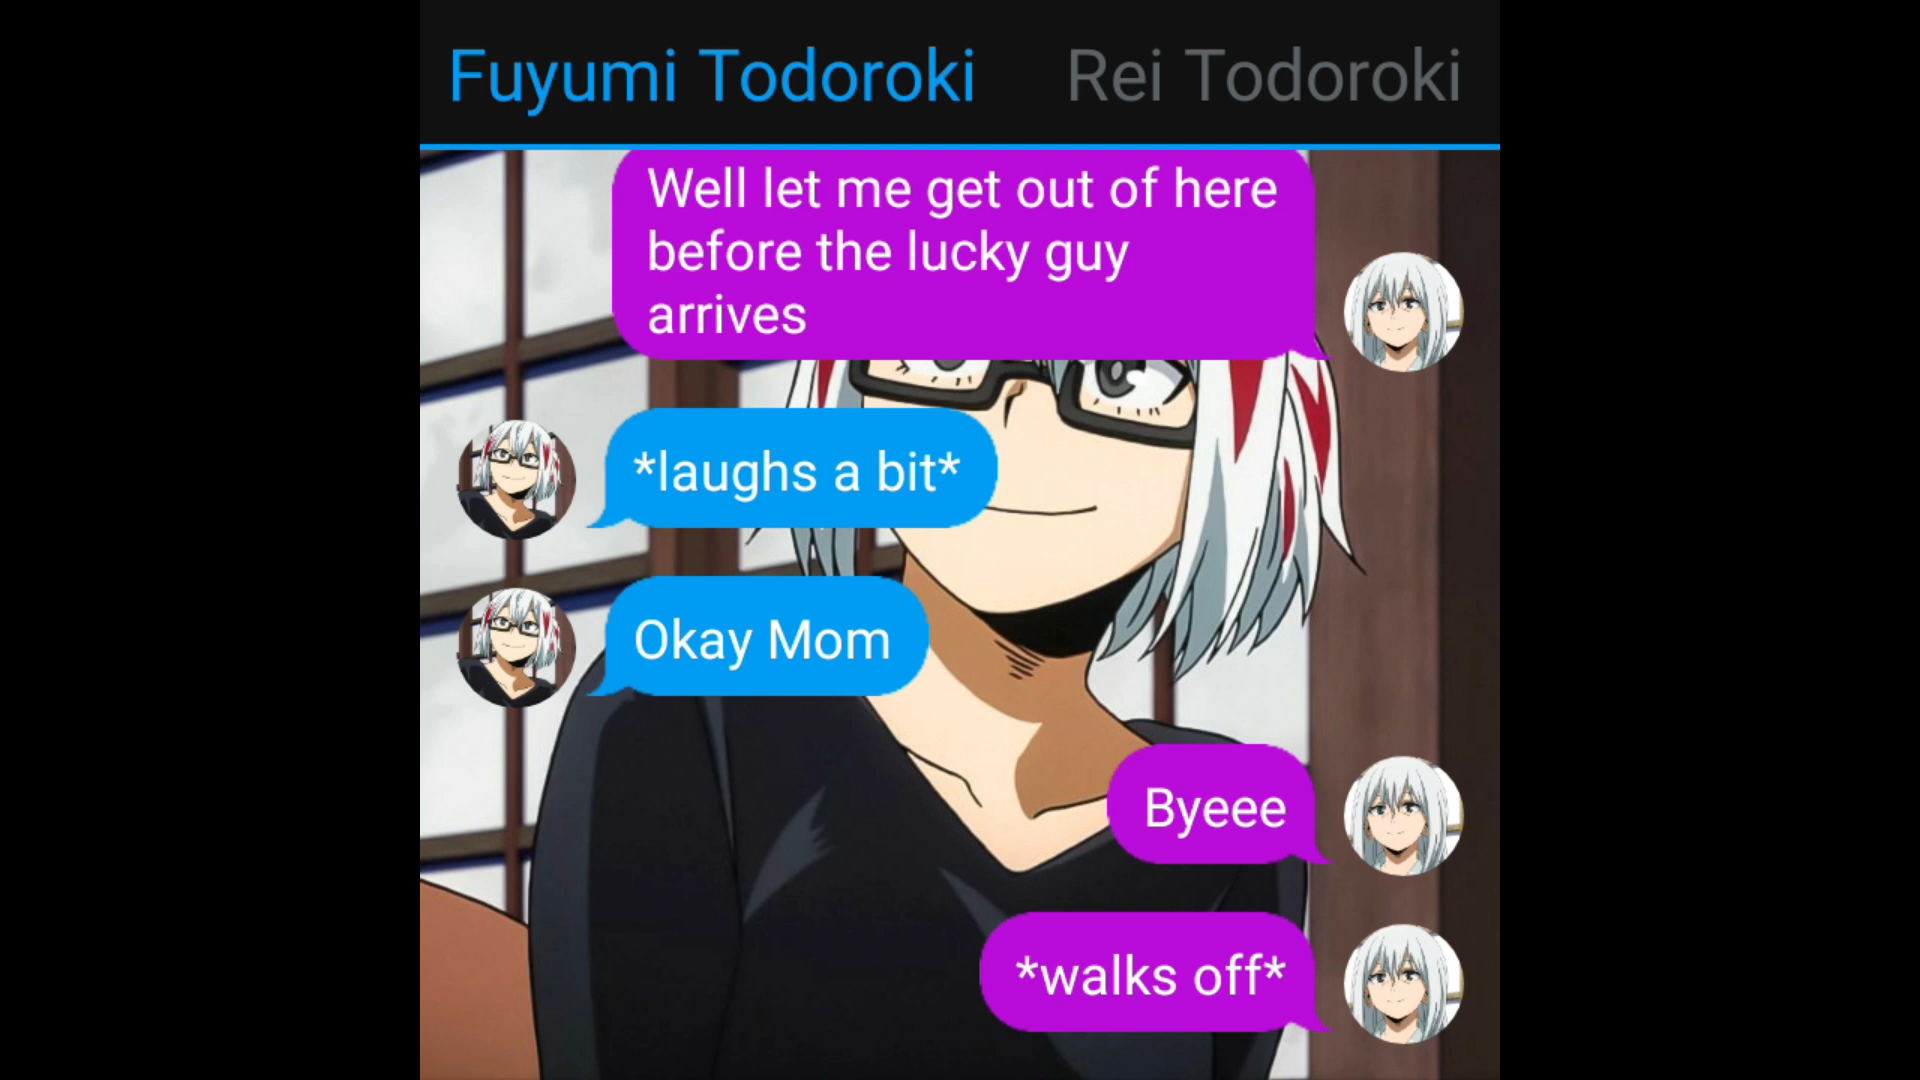 Fuyumi Todoroki
Rei Todoroki
Well let me get out of here
before the lucky guy
arrives
*laughs a bit*
Okay Mom
Byeee
*walks off*